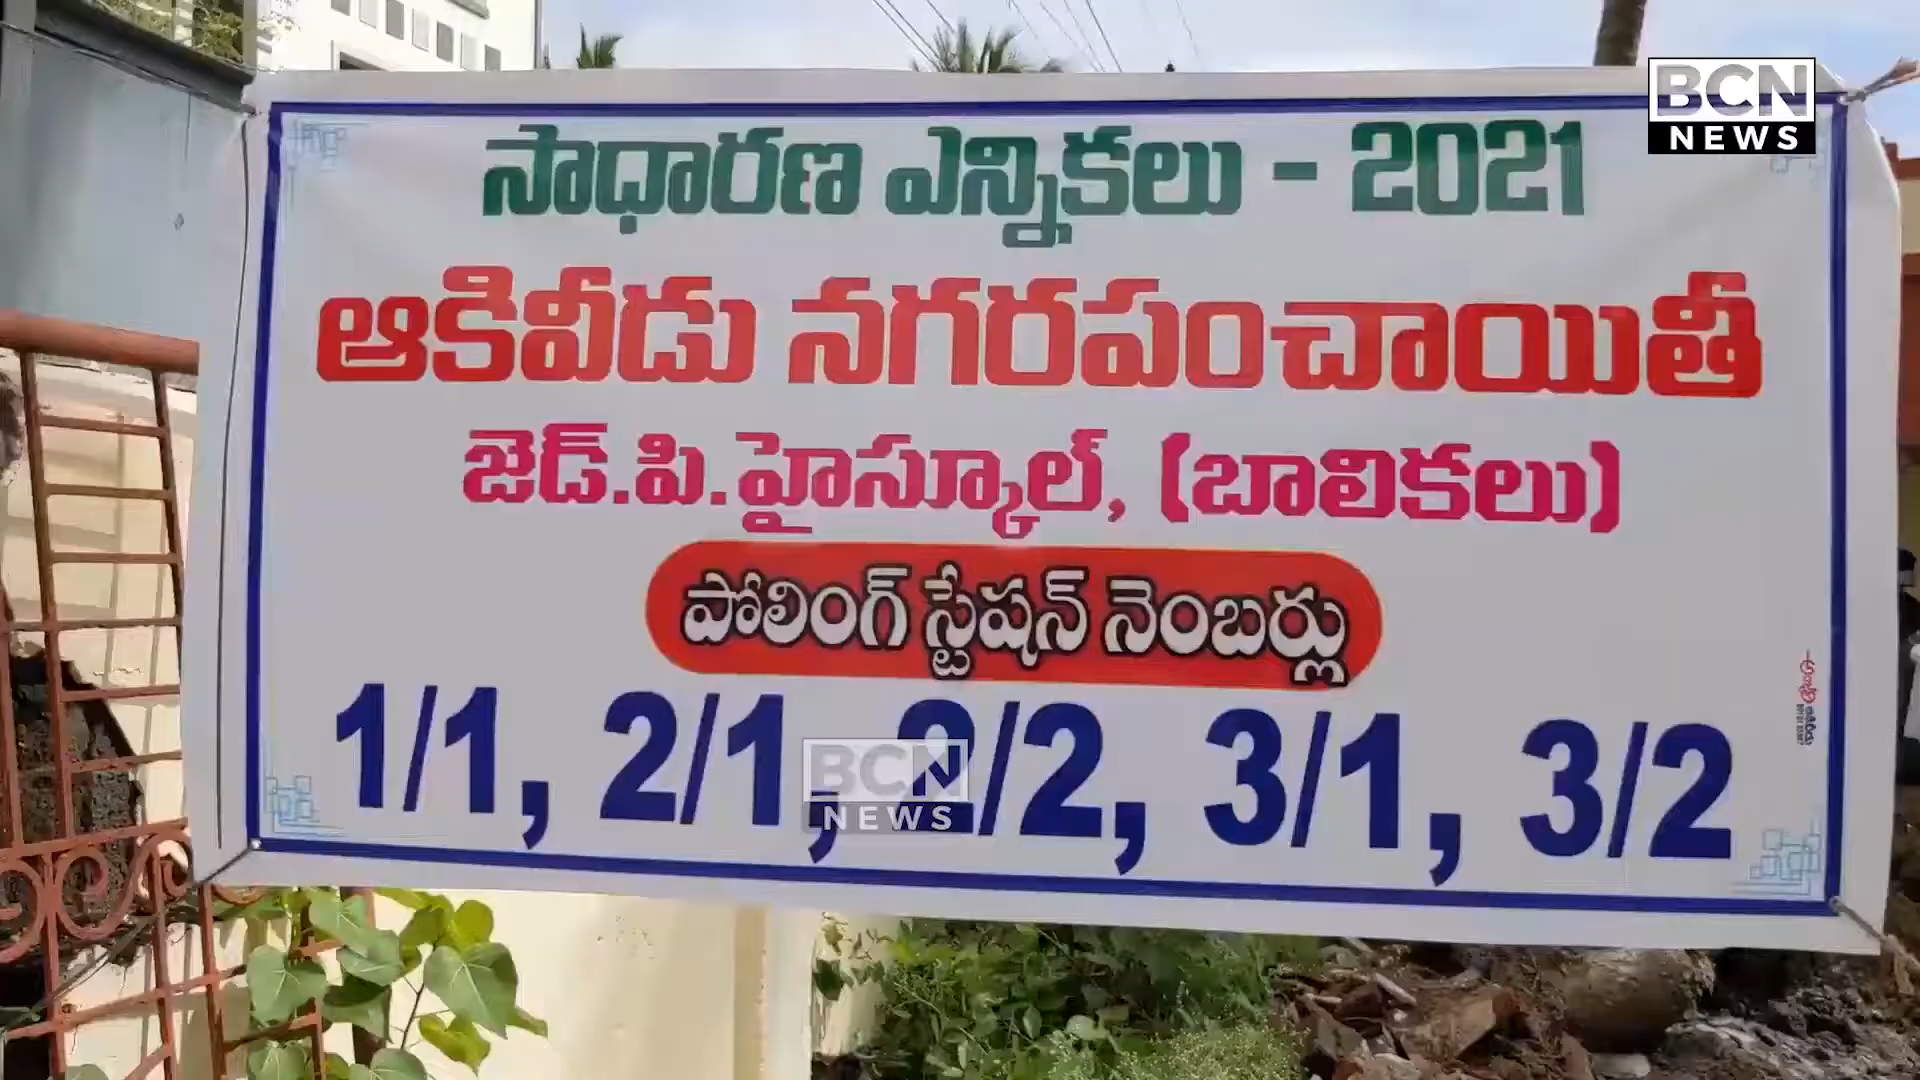 BCN
NEWS
సాధారణ ఎన్నికలు - 2021
ఆకివీడు నగరపంచాయితీ
జెడ్.పి.హైస్కూల్, (బాలికలు)
పోలింగ్ స్టేషన్ నెంబర్లు
1/1, 2/1, 2/2, 3/1, 3/2
BCN
NEWS